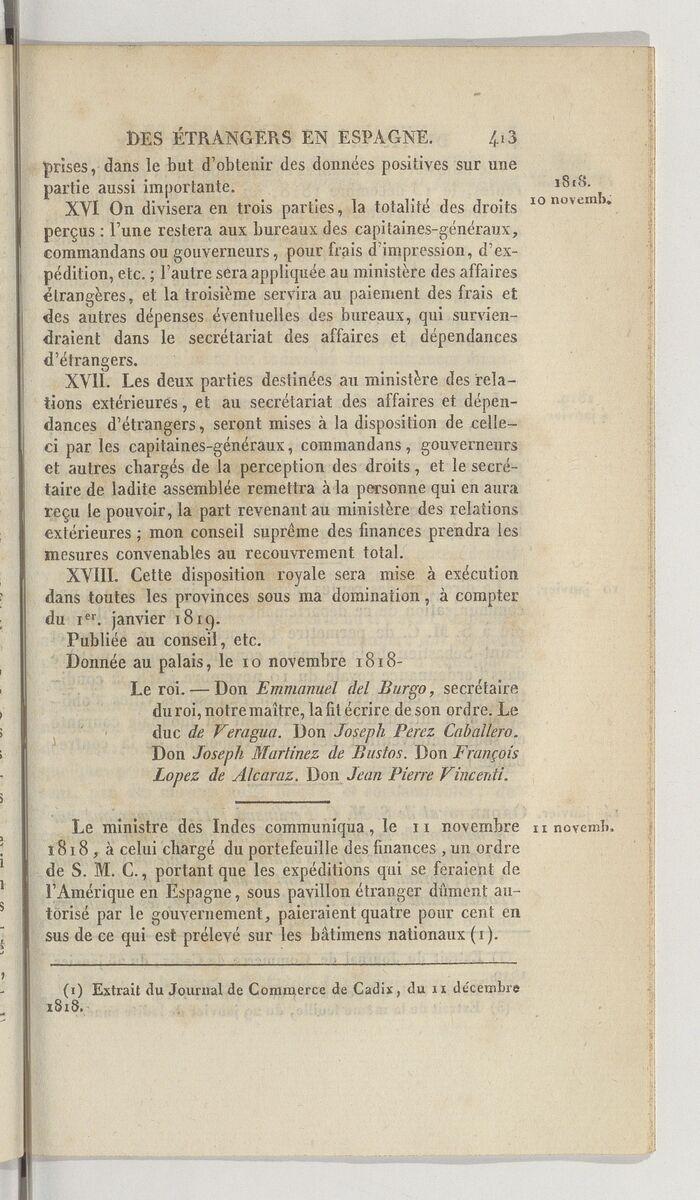 DES ÉTRANGERS EN ESPAGNE. 413
prises, dans le but d'obtenir des données positives sur une
partie aussi importante.
1818.
10 novemb.
XVI On divisera en trois parties, la totalité des droits
perçus : l'une restera aux bureaux des capitaines-généraux,
commandans ou gouverneurs, pour frais d'impression, d'ex-
pédition, etc. ; l'autre sera appliquée au ministère des affaires
étrangères, et la troisième servira au paiement des frais et
des autres dépenses éventuelles des bureaux, qui survien-
draient dans le secrétariat des affaires et dépendances
d'étrangers.
XVII. Les deux parties destinées au ministère des rela-
tions extérieures, et au secrétariat des affaires et dépen-
dances d'étrangers, seront mises à la disposition de celle-
ci par les capitaines-généraux, commandans, gouverneurs
et autres chargés de la perception des droits, et le secré-
taire de ladite assemblée remettra à la personne qui en aura
reçu le pouvoir, la part revenant au ministère des relations
extérieures ; mon conseil suprême des finances prendra les
mesures convenables au recouvrement total.
XVIII. Cette disposition royale sera mise à exécution
dans toutes les provinces sous ma domination, à compter
du 1er. janvier 1819.
Publiée au conseil, etc.
Donnée au palais, le 10 novembre 1818-
Le roi. — Don Emmanuel del Burgo, secrétaire
du roi, notre maître, la fit écrire de son ordre. Le
duc de Veragua. Don Joseph Perez Caballero.
Don Joseph Martinez de Bustos. Don François
Lopez de Alcaraz. Don Jean Pierre Vincenti.
Le ministre des Indes communiqua, le 11 novembre
11 novemb.
1818, à celui chargé du portefeuille des finances, un ordre
de S. M. C., portant que les expéditions qui se feraient de
l'Amérique en Espagne, sous pavillon étranger dûment au-
torisé par le gouvernement, paieraient quatre pour cent en
sus de ce qui est prélevé sur les bâtimens nationaux (1).
(1) Extrait du Journal de Commerce de Cadix, du 11 décembre
1818.